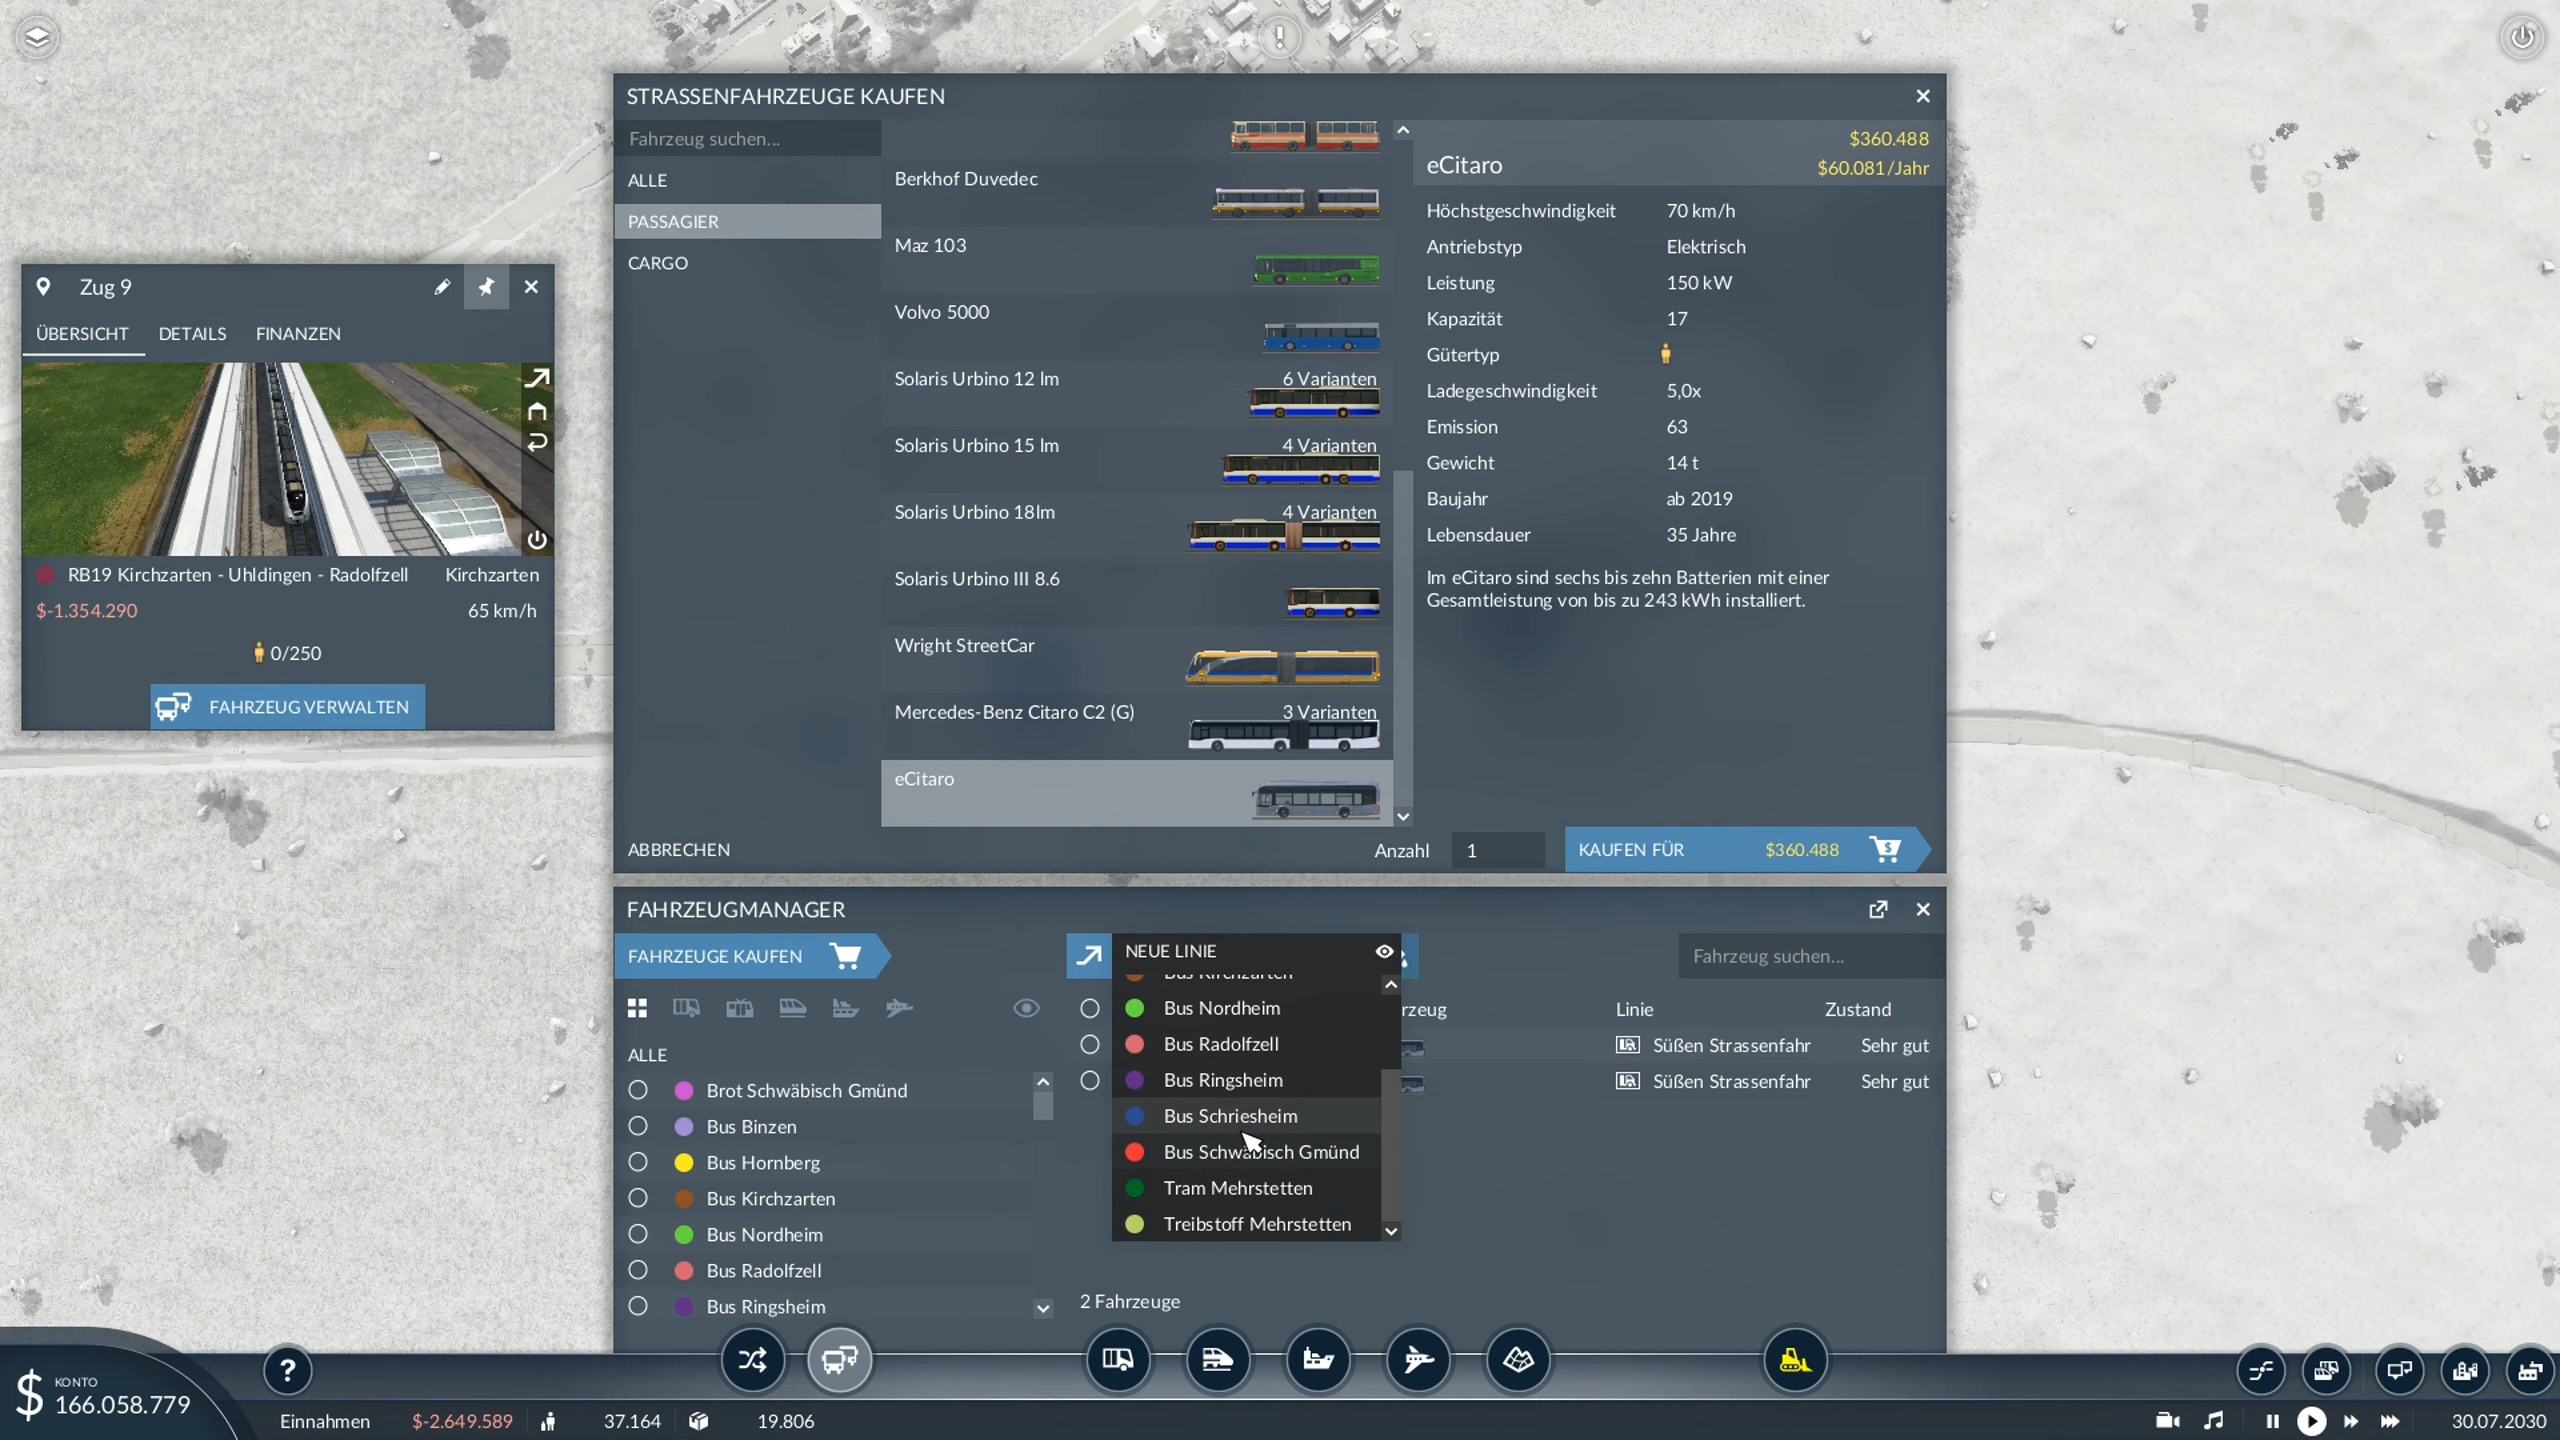 STRASSENFAHRZEUGE KAUFEN
Fahrzeug suchen...
ALLE
PASSAGIER
CARGO
Berkhof Duvedec
Maz 103
Volvo 5000
Solaris Urbino 12 lm
6 Varianten
Solaris Urbino 15 lm
4 Varianten
Solaris Urbino 18lm
4 Varianten
Solaris Urbino III 8.6
Wright StreetCar
Mercedes-Benz Citaro C2 (G)
3 Varianten
eCitaro
$360.488
eCitaro
$60.081/Jahr
Höchstgeschwindigkeit 70 km/h
Antriebstyp Elektrisch
Leistung 150 kW
Kapazität 17
Gütertyp
Ladegeschwindigkeit 5,0x
Emission 63
Gewicht 14 t
Baujahr ab 2019
Lebensdauer 35 Jahre
Im eCitaro sind sechs bis zehn Batterien mit einer
Gesamtleistung von bis zu 243 kWh installiert.
ABBRECHEN
Anzahl 1
KAUFEN FÜR $360.488
Zug 9
ÜBERSICHT DETAILS FINANZEN
RB19 Kirchzarten - Uhldingen - Radolfzell Kirchzarten
$-1.354.290 65 km/h
0/250
FAHRZEUG VERWALTEN
FAHRZEUGMANAGER
FAHRZEUGE KAUFEN
ALLE
Brot Schwäbisch Gmünd
Bus Binzen
Bus Hornberg
Bus Kirchzarten
Bus Nordheim
Bus Radolfzell
Bus Ringsheim
NEUE LINIE
Bus Kirchzarten
Bus Nordheim
Bus Radolfzell
Bus Ringsheim
Bus Schriesheim
Bus Schwäbisch Gmünd
Tram Mehrstetten
Treibstoff Mehrstetten
Fahrzeug suchen...
rzeug Linie Zustand
Süßen Strassenfahr Sehr gut
Süßen Strassenfahr Sehr gut
2 Fahrzeuge
?
$ KONTO
166.058.779
Einnahmen $-2.649.589 37.164 19.806
30.07.2030